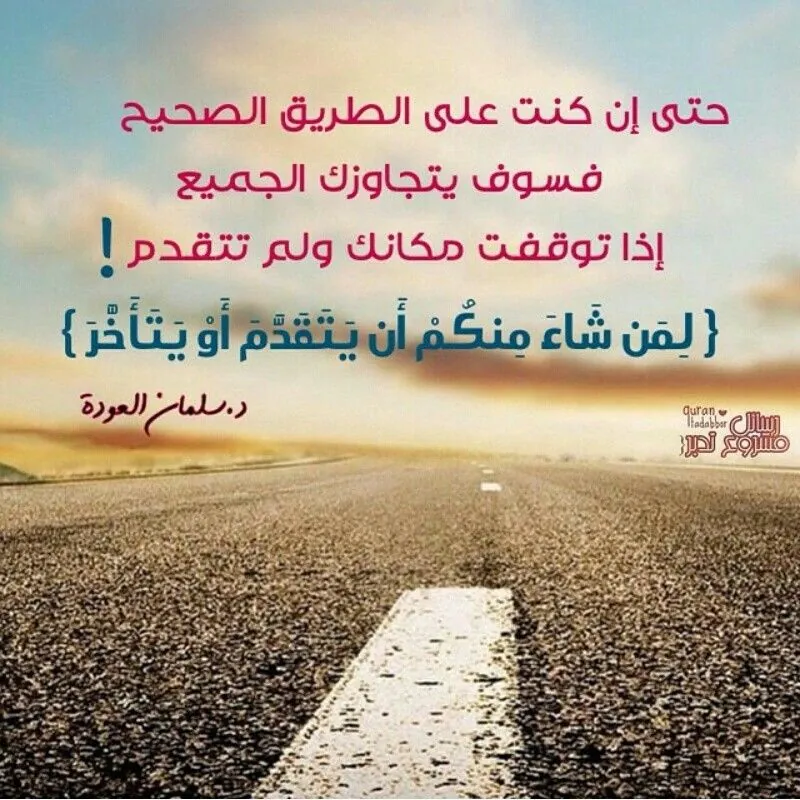 حتى إن كنت على الطريق الصحيح
فسوف يتجاوزك الجميع
إذا توقفت مكانك ولم تتقدم !
{ لِمَن شَاءَ مِنكُمْ أَن يَتَقَدَّمَ أَوْ يَتَأَخَّرَ }
د. سلمان العودة
quran
tadabbor
رسائل
مشروع تدبر